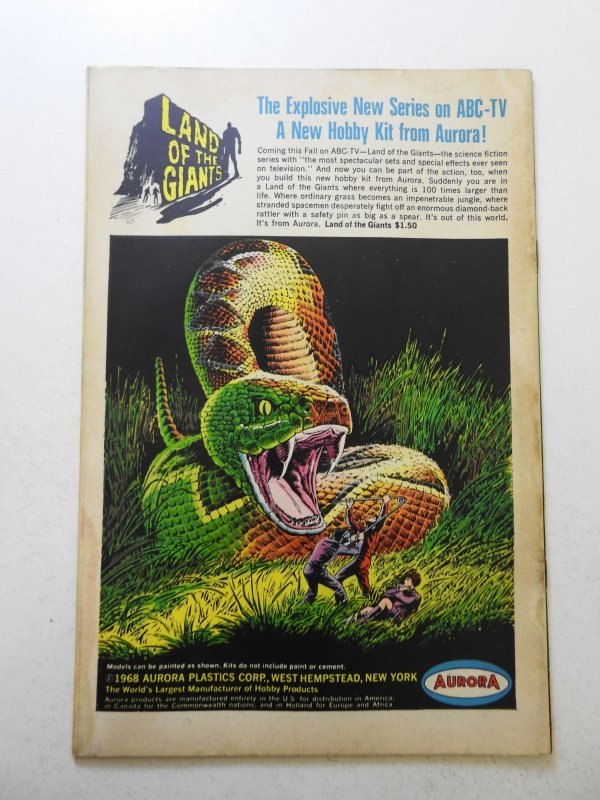 LAND
OF THE
GIANTS
The Explosive New Series on ABC-TV
A New Hobby Kit from Aurora!
Coming this Fall on ABC-TV—Land of the Giants—the science fiction
series with "the most spectacular sets and special effects ever seen
on television." And now you can be part of the action, too, when
you build this new hobby kit from Aurora. Suddenly you are in
a Land of the Giants where everything is 100 times larger than
life. Where ordinary grass becomes an impenetrable jungle, where
stranded spacemen desperately fight off an enormous diamond-back
rattler with a safety pin as big as a spear. It's out of this world.
It's from Aurora. Land of the Giants $1.50
Models can be painted as shown. Kits do not include paint or cement.
©1968 AURORA PLASTICS CORP., WEST HEMPSTEAD, NEW YORK
The World's Largest Manufacturer of Hobby Products
Aurora products are manufactured entirely in the U.S. for distribution in America;
in Canada for the Commonwealth nations; and in Holland for Europe and Africa
AURORA